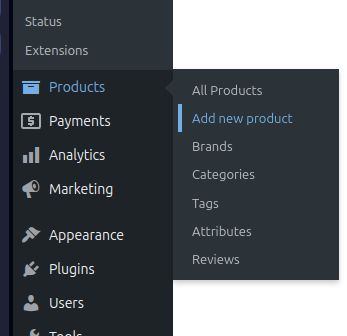 Status
Extensions
Products
Payments
Analytics
Marketing
Appearance
Plugins
Users
Tools
All Products
Add new product
Brands
Categories
Tags
Attributes
Reviews